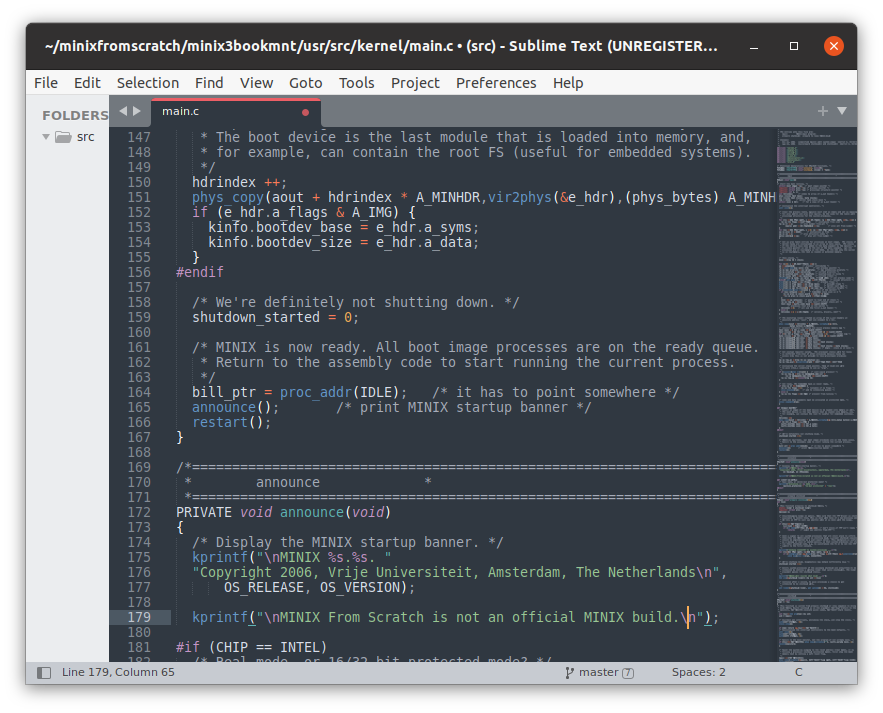 ~/minixfromscratch/minix3bookmnt/usr/src/kernel/main.c • (src) - Sublime Text (UNREGISTER...
File Edit Selection Find View Goto Tools Project Preferences Help
FOLDERS
src
main.c
147 * The boot device is the last module that is loaded into memory, and,
148 * for example, can contain the root FS (useful for embedded systems).
149 */
150 hdrindex ++;
151 phys_copy(aout + hdrindex * A_MINHDR,vir2phys(&e_hdr),(phys_bytes) A_MINH
152 if (e_hdr.a_flags & A_IMG) {
153 kinfo.bootdev_base = e_hdr.a_syms;
154 kinfo.bootdev_size = e_hdr.a_data;
155 }
156 #endif
157
158 /* We're definitely not shutting down. */
159 shutdown_started = 0;
160
161 /* MINIX is now ready. All boot image processes are on the ready queue.
162 * Return to the assembly code to start running the current process.
163 */
164 bill_ptr = proc_addr(IDLE); /* it has to point somewhere */
165 announce(); /* print MINIX startup banner */
166 restart();
167 }
168
169 /*=========================================================================
170 * announce *
171 *=========================================================================
172 PRIVATE void announce(void)
173 {
174 /* Display the MINIX startup banner. */
175 kprintf("\nMINIX %s.%s. "
176 "Copyright 2006, Vrije Universiteit, Amsterdam, The Netherlands\n",
177 OS_RELEASE, OS_VERSION);
178
179 kprintf("\nMINIX From Scratch is not an official MINIX build.\n");
180
181 #if (CHIP == INTEL)
182 /* Real mode, or 16/32-bit protected mode? */
Line 179, Column 65 master 7 Spaces: 2 C